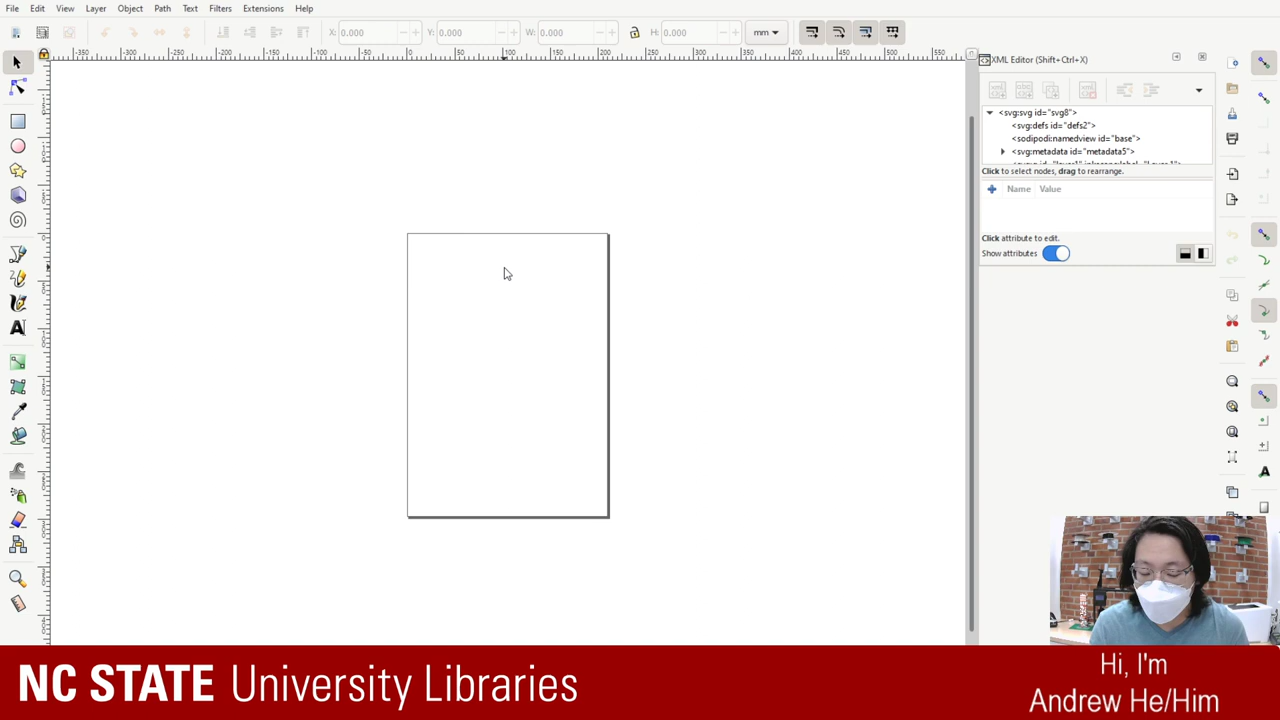 File Edit View Layer Object Path Text Filters Extensions Help
X: 0.000 Y: 0.000 W: 0.000 H: 0.000 mm
XML Editor (Shift+Ctrl+X)
<svg:svg id="svg8">
<svg:defs id="defs2">
<sodipodi:namedview id="base">
<svg:metadata id="metadata5">
Click to select nodes, drag to rearrange.
Name Value
Click attribute to edit.
Show attributes
NC STATE University Libraries
Hi, I'm
Andrew He/Him